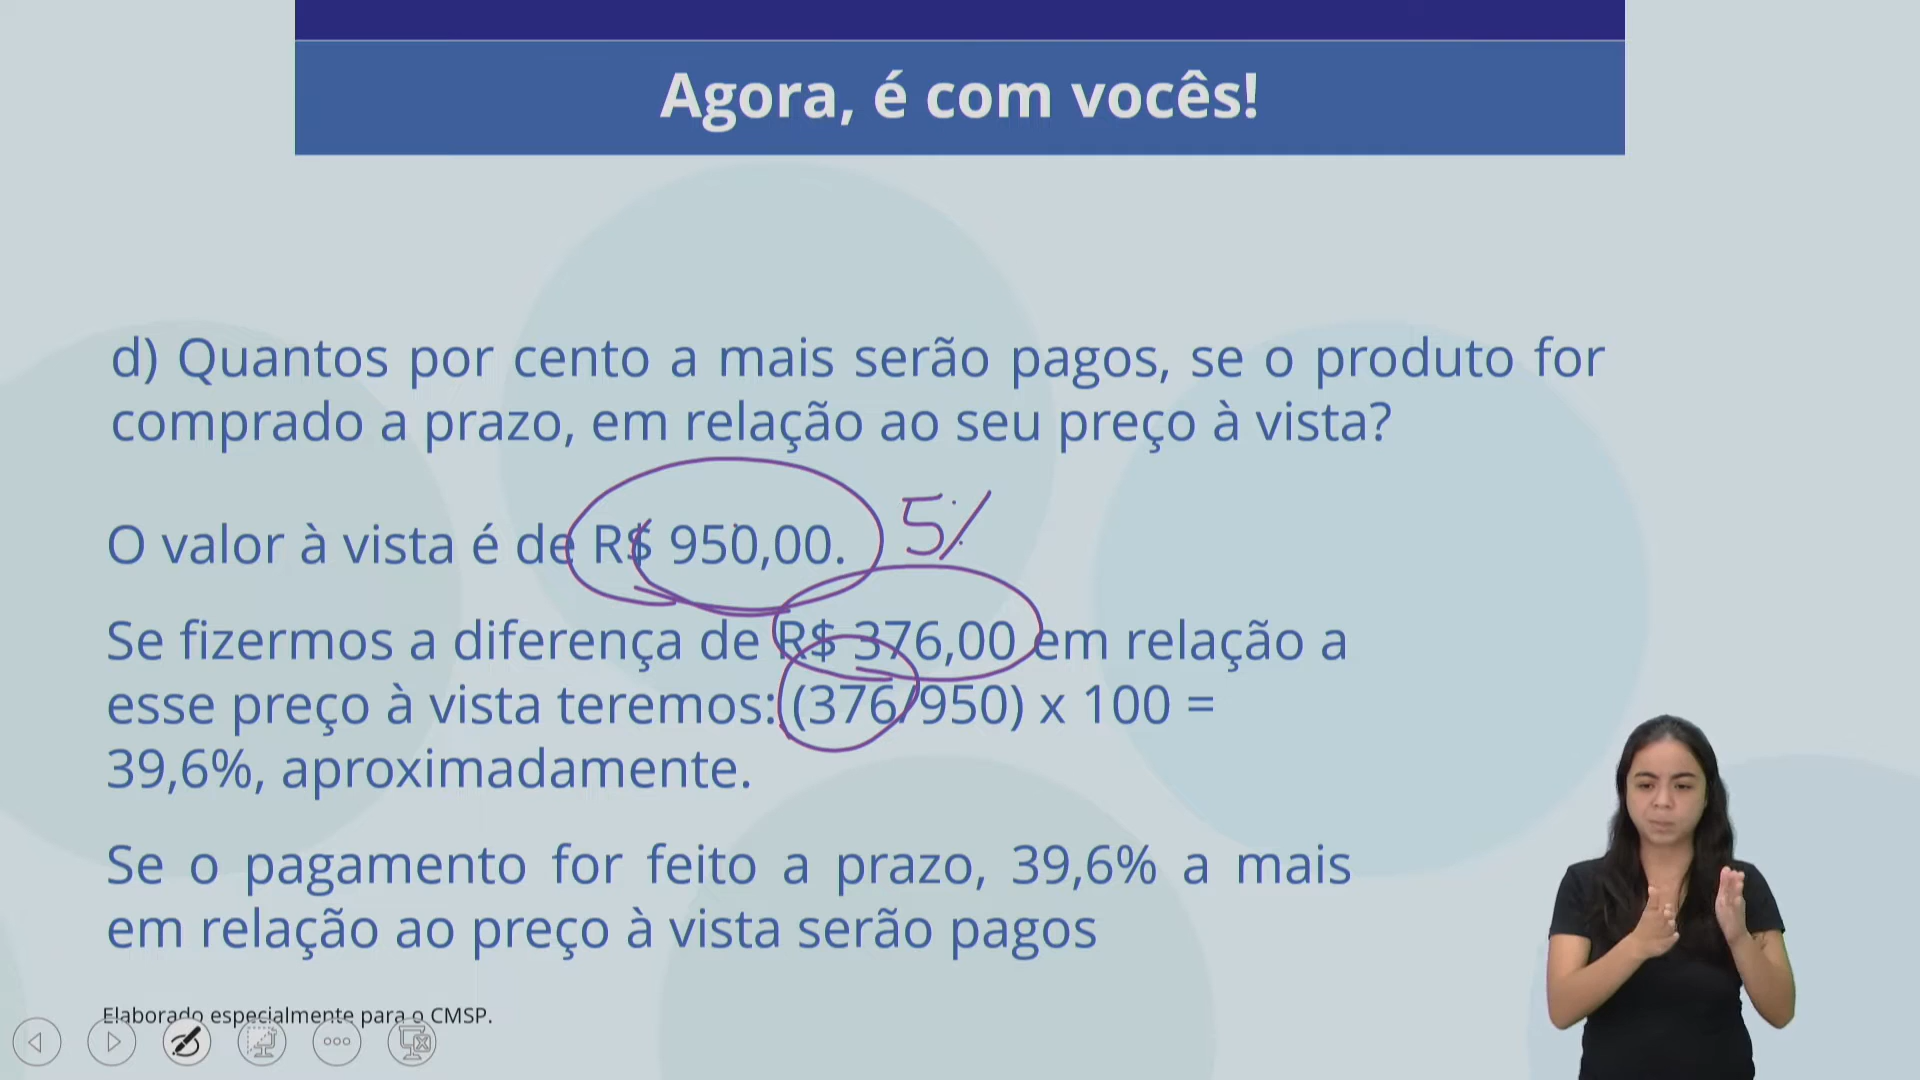 Agora, é com vocês!
d) Quantos por cento a mais serão pagos, se o produto for
comprado a prazo, em relação ao seu preço à vista?
O valor à vista é de R$ 950,00. 5%
Se fizermos a diferença de R$ 376,00 em relação a
esse preço à vista teremos: (376/950) x 100 =
39,6%, aproximadamente.
Se o pagamento for feito a prazo, 39,6% a mais
em relação ao preço à vista serão pagos
Elaborado especialmente para o CMSP.